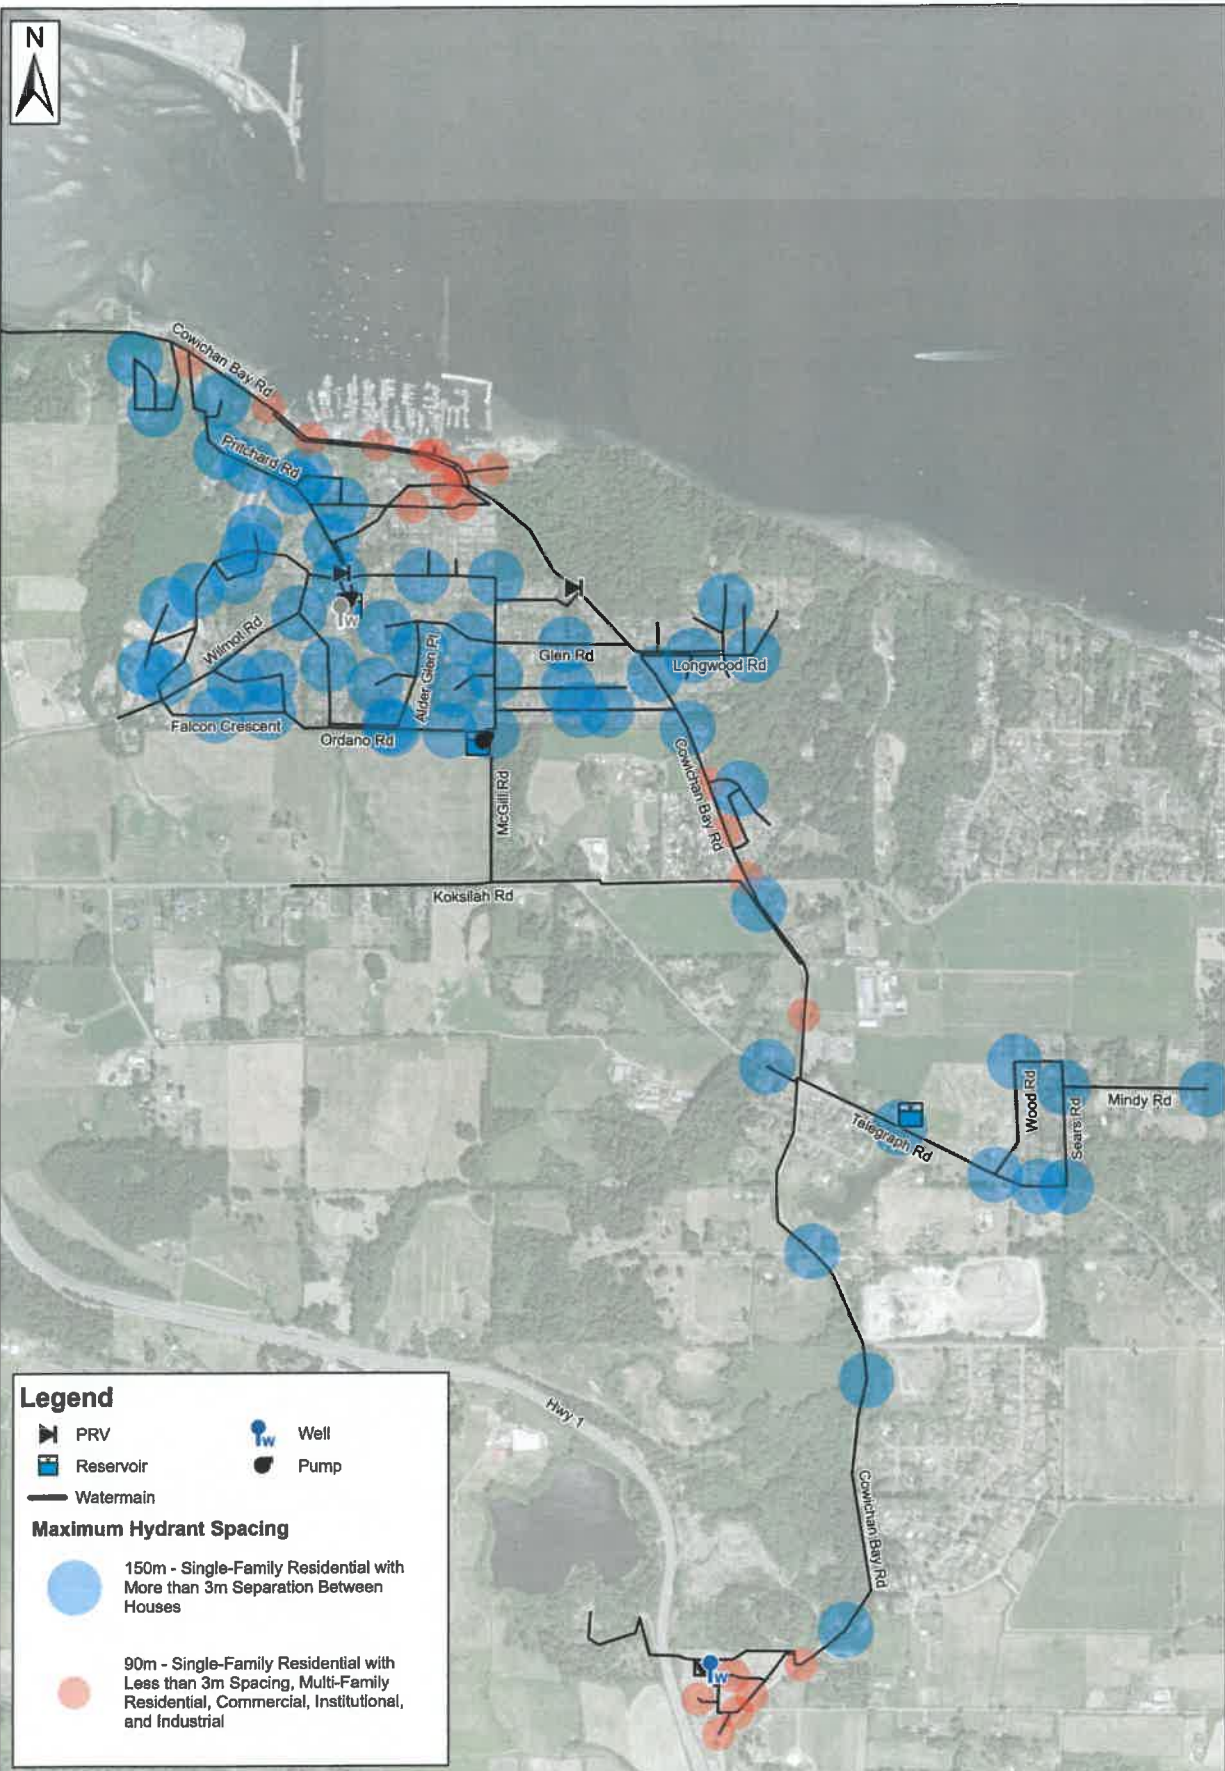 N
Cowichan Bay Rd
Pritchard Rd
W
Wilmot Rd
Alder Glen Pl
Glen Rd
Longwood Rd
Falcon Crescent
Ordano Rd
Cowichan Bay Rd
McGill Rd
Koksilah Rd
Wood Rd
Mindy Rd
Sears Rd
Telegraph Rd
Hwy 1
Cowichan Bay Rd
W
Legend
PRV
W
Well
Reservoir
Pump
Watermain
Maximum Hydrant Spacing
150m - Single-Family Residential with
More than 3m Separation Between
Houses
90m - Single-Family Residential with
Less than 3m Spacing, Multi-Family
Residential, Commercial, Institutional,
and Industrial